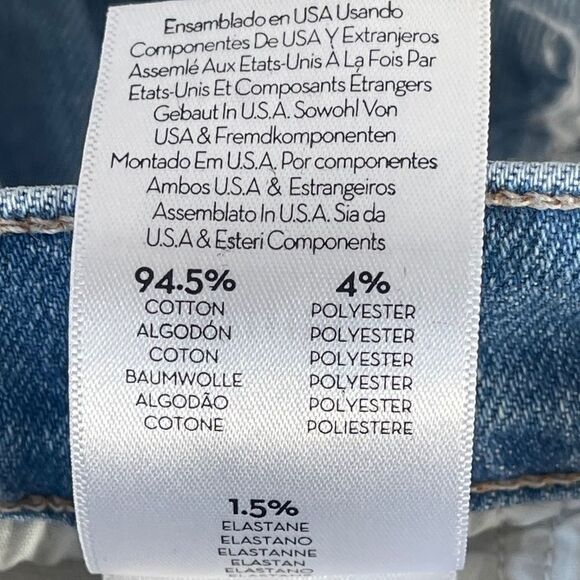 Ensamblado en USA Usando
Componentes De USA Y Extranjeros
Assemlé Aux Etats-Unis À La Fois Par
Etats-Unis Et Composants Étrangers
Gebaut In U.S.A. Sowohl Von
USA & Fremdkomponenten
Montado Em U.S.A. Por componentes
Ambos U.S.A & Estrangeiros
Assemblato In U.S.A. Sia da
U.S.A & Esteri Components
94.5% 4%
COTTON POLYESTER
ALGODÓN POLYESTER
COTON POLYESTER
BAUMWOLLE POLYESTER
ALGODÃO POLYESTER
COTONE POLIESTERE
1.5%
ELASTANE
ELASTANO
ELASTANNE
ELASTAN
ELASTANO